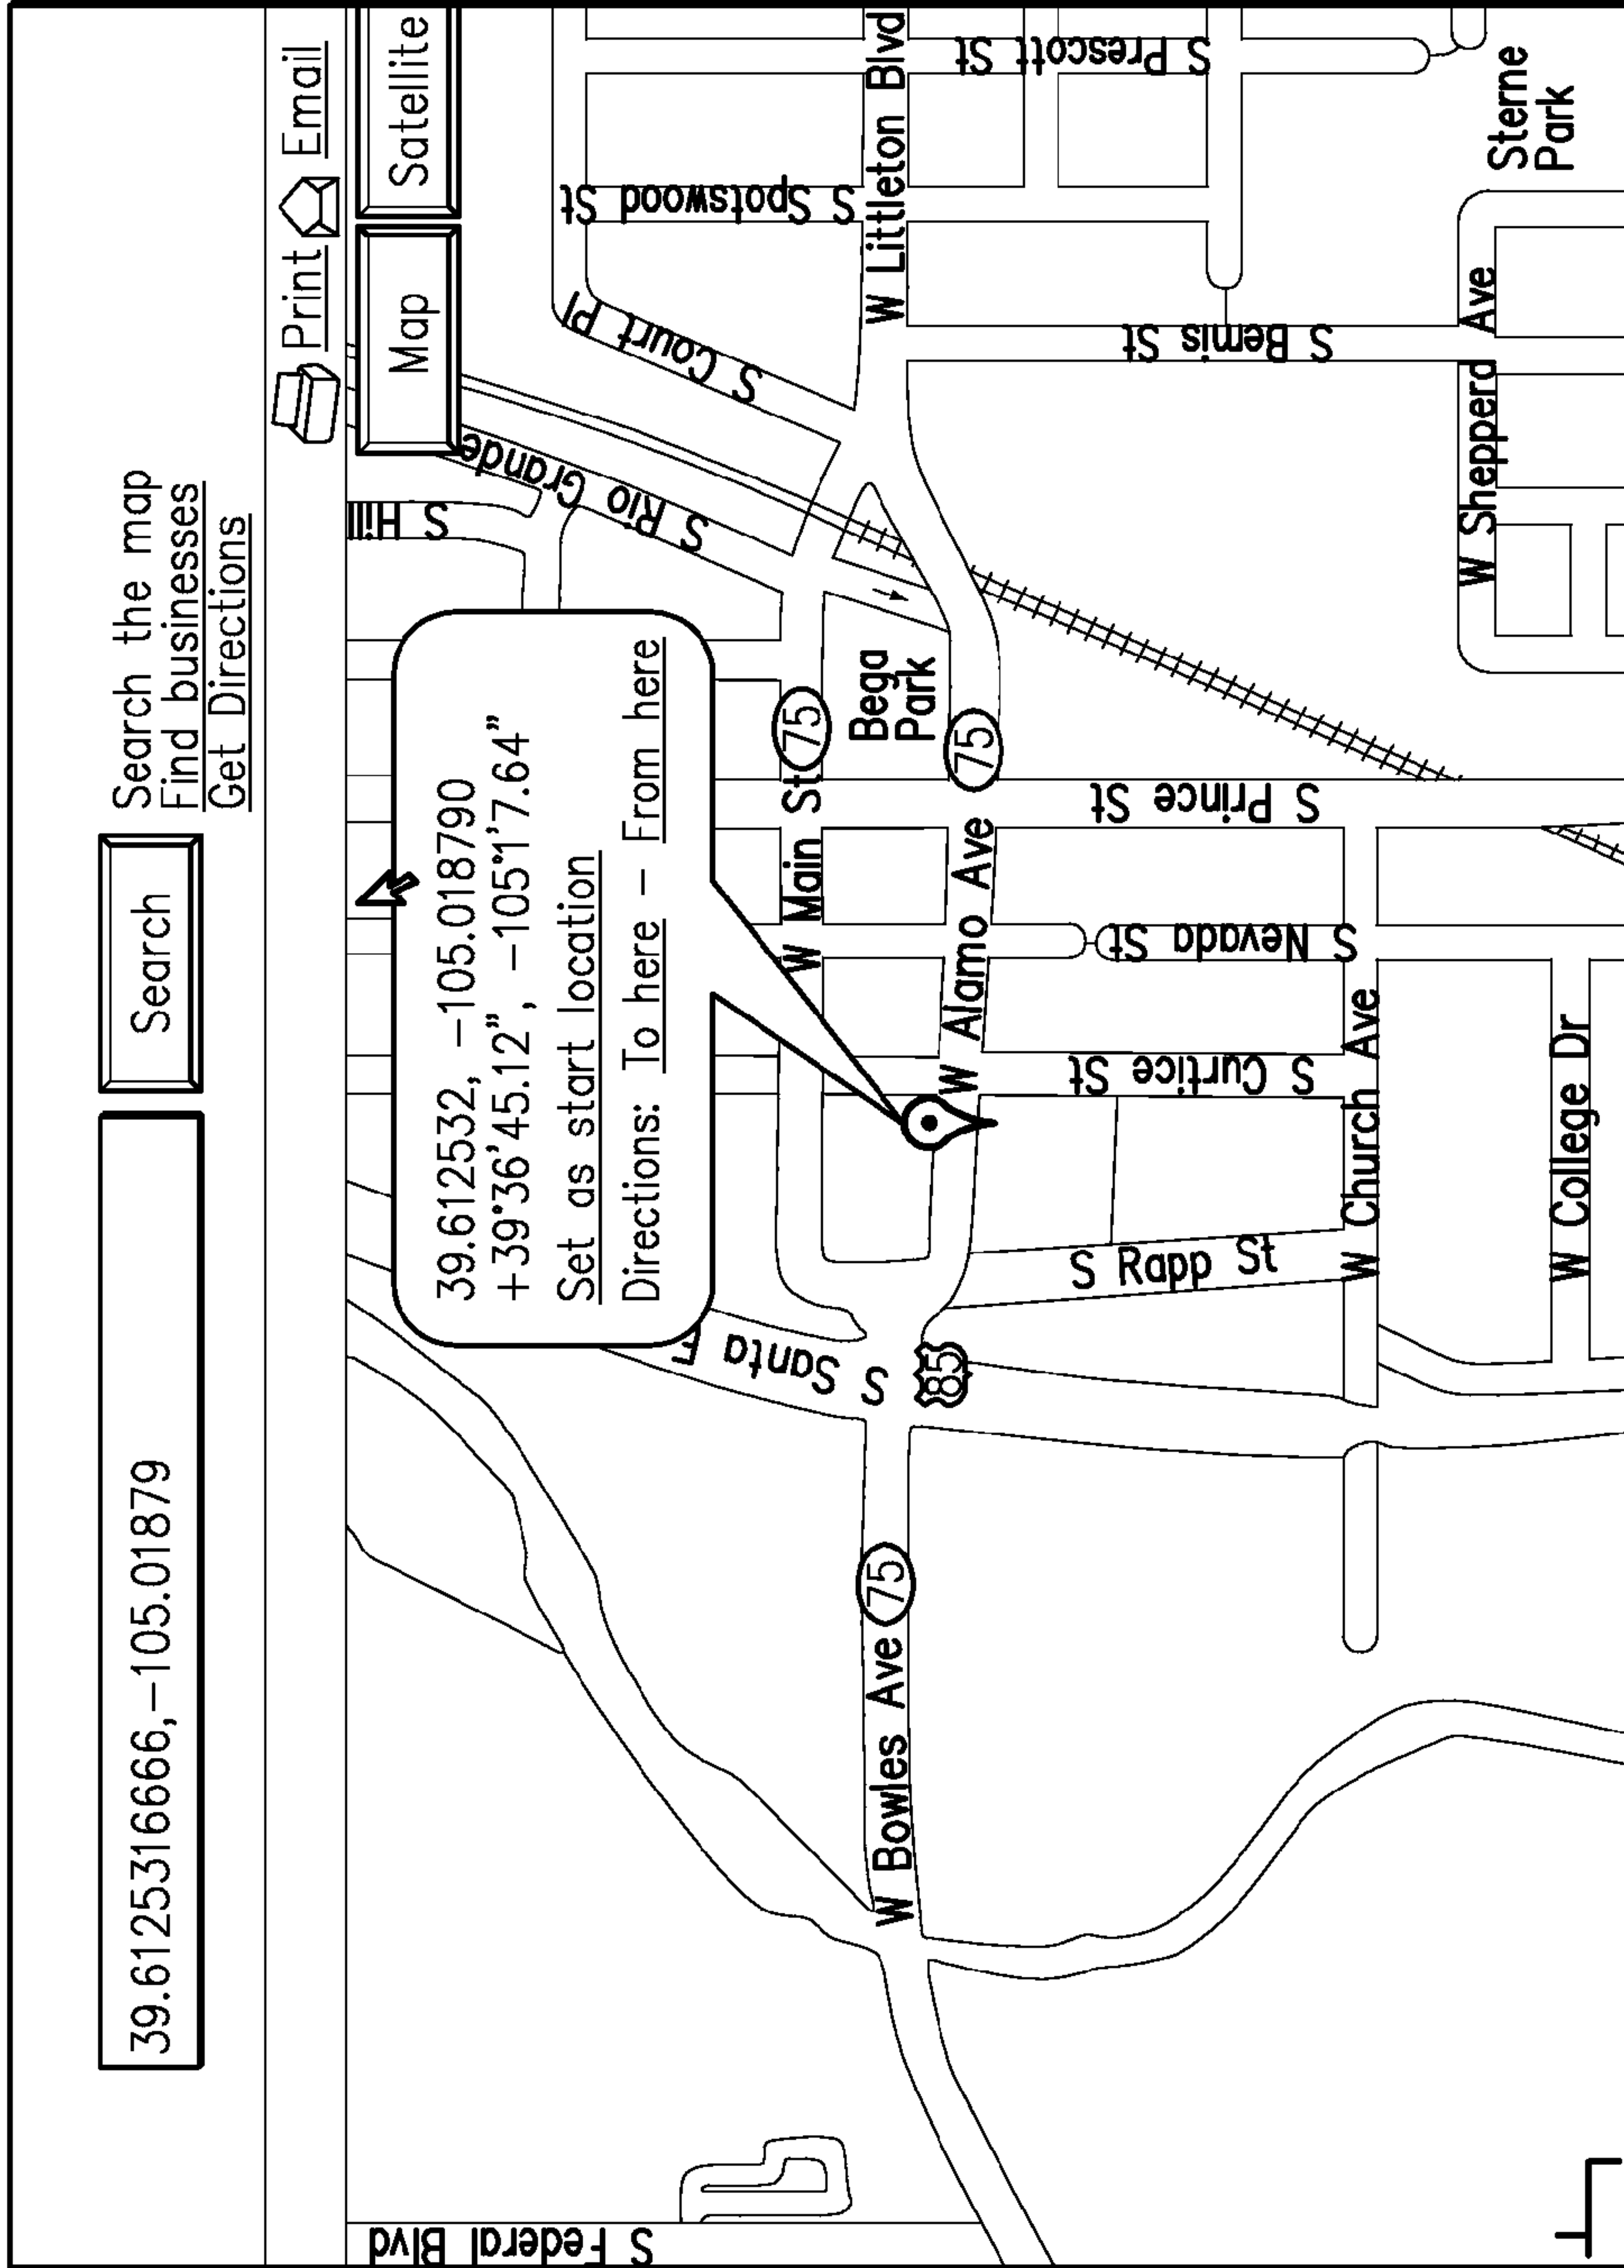 39.6125316666,-105.01879
Search
Search the map
Find businesses
Get Directions
Print
Email
Map
Satellite
39.612532, -105.018790
+39°36'45.12", -105°1'7.64"
Set as start location
Directions: To here - From here
S Federal Blvd
S Hill
S Rio Grande
S Court Pl
S Spotswood St
S Prescott St
S Santa F
W Main St
75
Bega
Park
W Littleton Blvd
W Bowles Ave
75
85
W Alamo Ave
75
S Rapp St
S Curtice St
S Nevada St
S Prince St
S Bemis St
W Church Ave
W Shepperd Ave
Sterne
Park
W College Dr